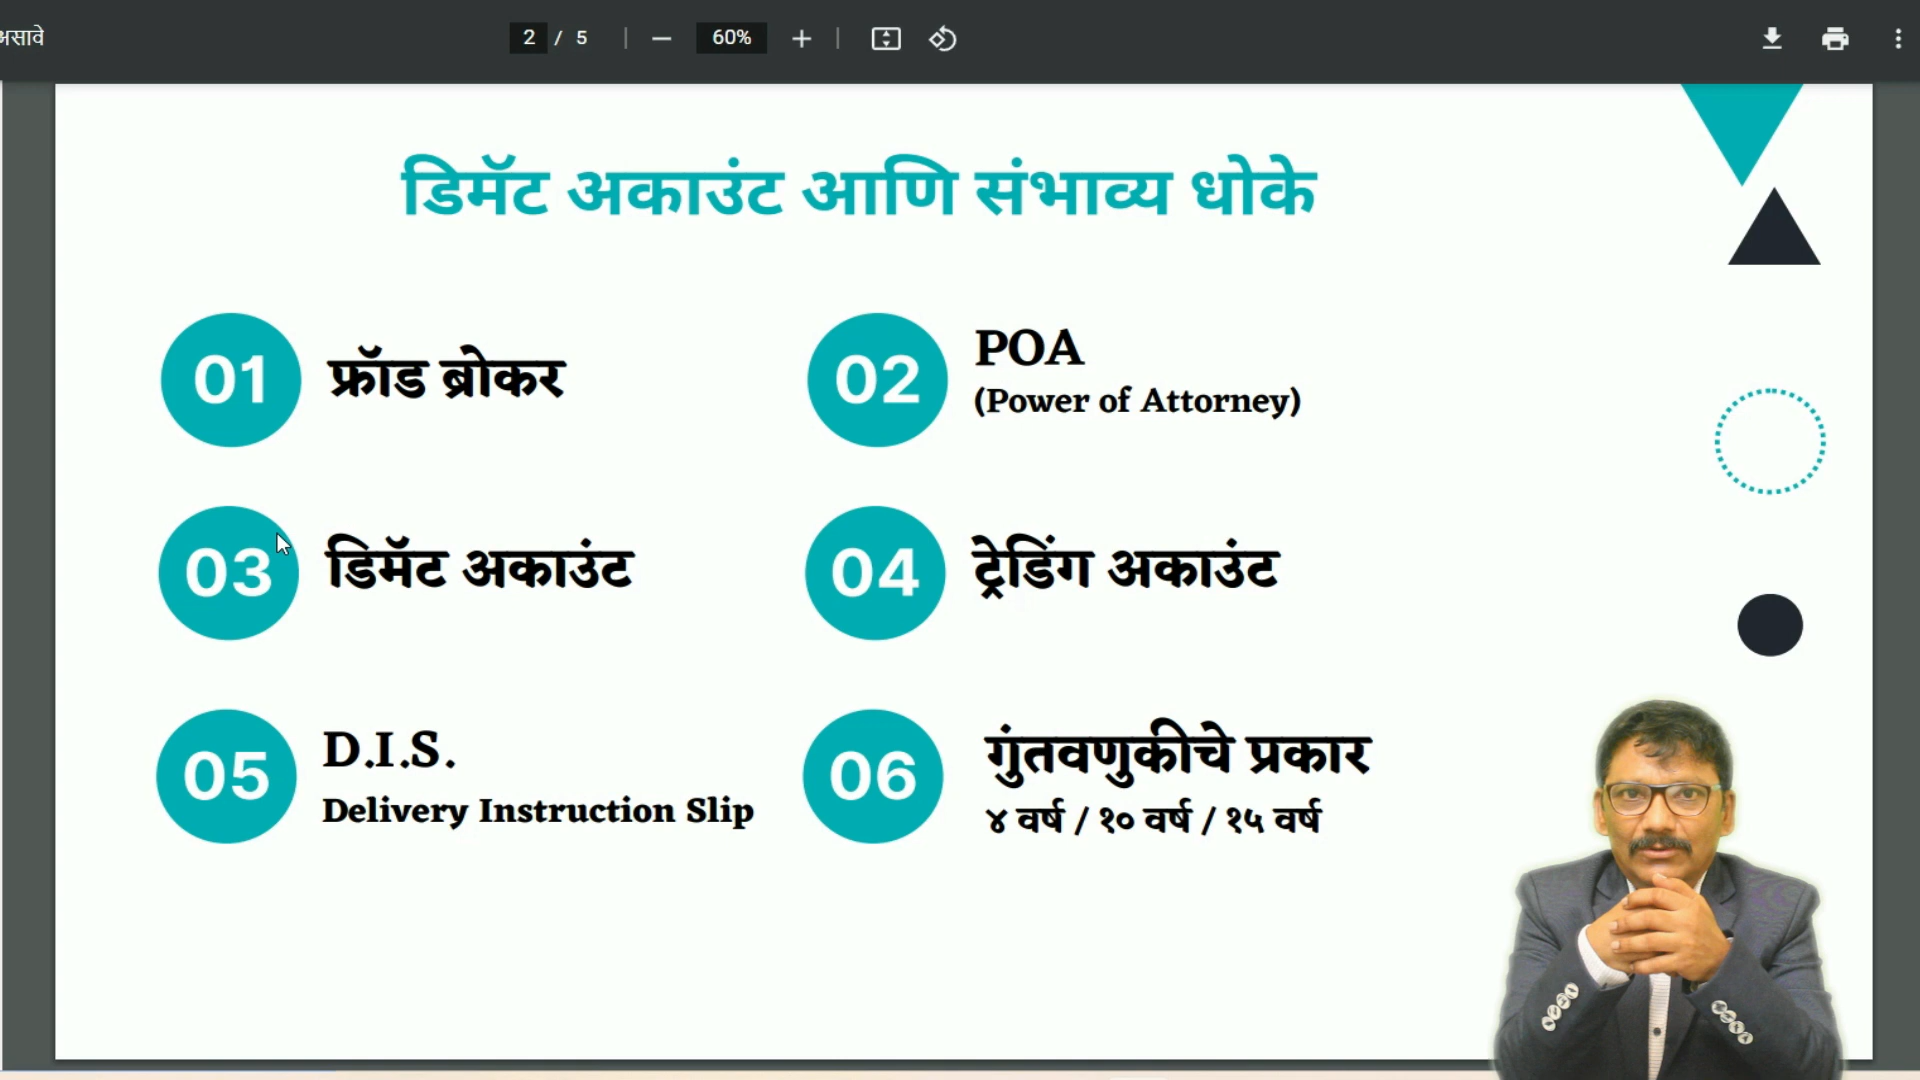 असावे
2 / 5
60%
डिमॅट अकाउंट आणि संभाव्य धोके
01 फ्रॉड ब्रोकर
02 POA
(Power of Attorney)
03 डिमॅट अकाउंट
04 ट्रेडिंग अकाउंट
05 D.I.S.
Delivery Instruction Slip
06 गुंतवणुकीचे प्रकार
४ वर्ष / १० वर्ष / १५ वर्ष